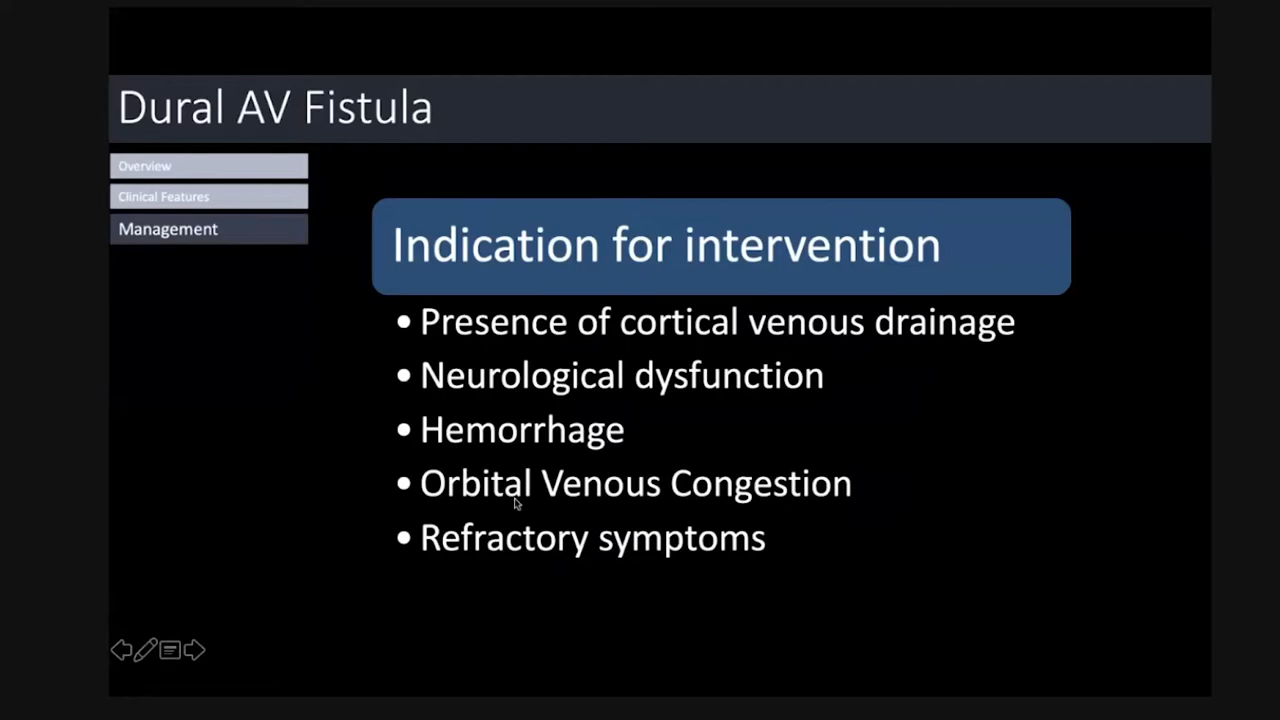 Dural AV Fistula
Overview
Clinical Features
Management
Indication for intervention
• Presence of cortical venous drainage
• Neurological dysfunction
• Hemorrhage
• Orbital Venous Congestion
• Refractory symptoms